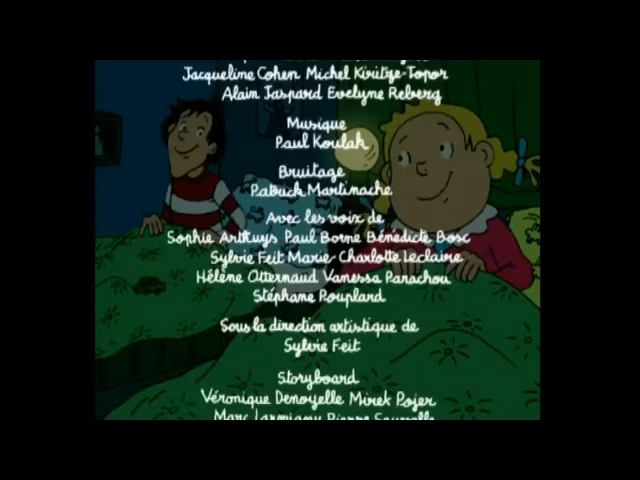 Jacqueline Cohen Michel Kiritze-Topor
Alain Jaspard Evelyne Reberg
Musique
Paul Koulak
Bruitage
Patrick Martinache
Avec les voix de
Sophie Arthuys Paul Borne Bénédicte Bosc
Sylvie Feit Marie-Charlotte Leclaire
Hélène Otternaud Vanessa Parachou
Stéphane Pouplard
Sous la direction artistique de
Sylvie Feit
Storyboard
Véronique Denoyelle Mirek Pojer
Marc